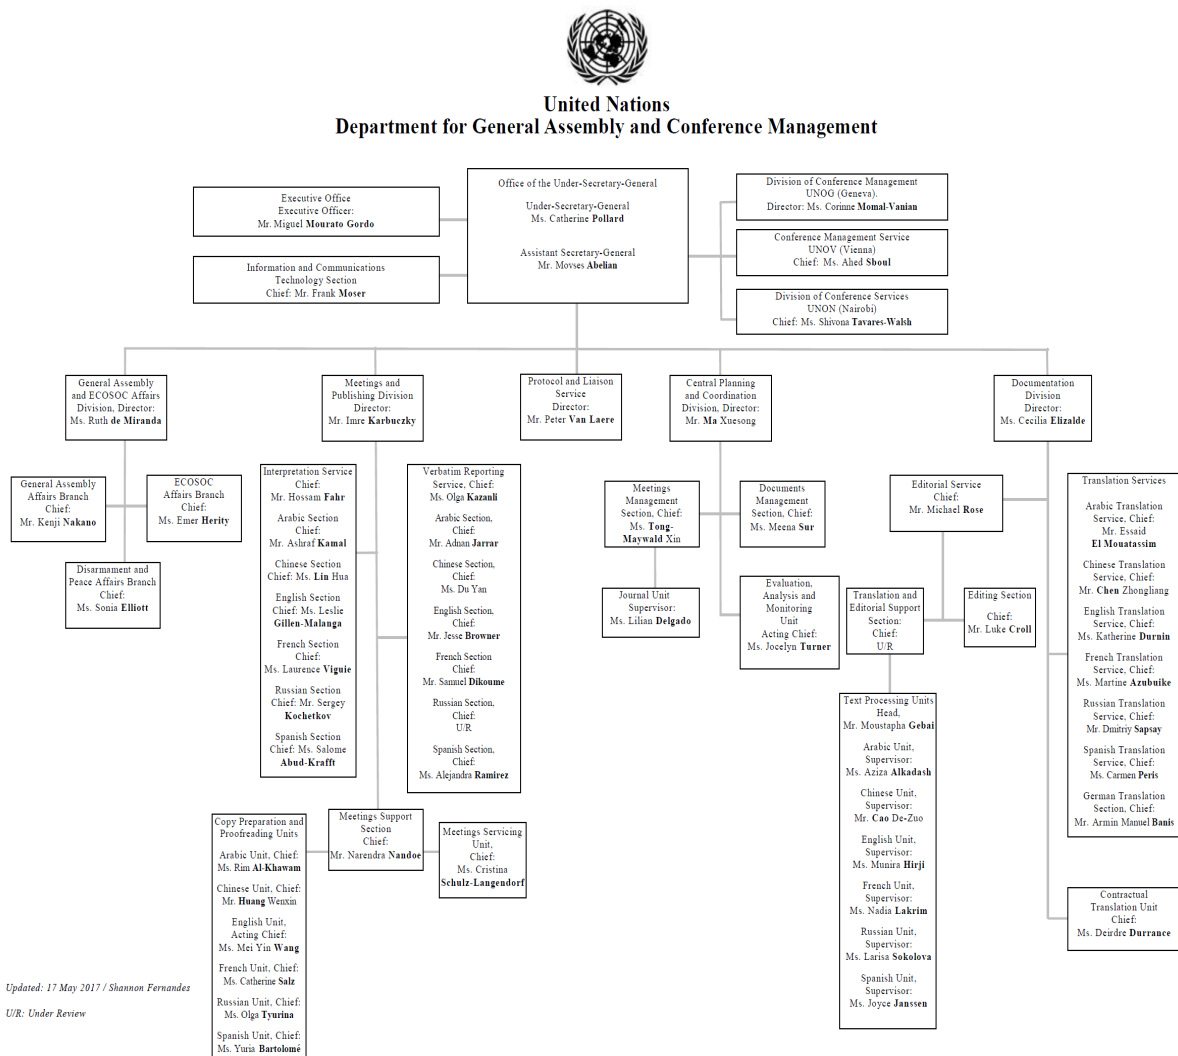 United Nations
Department for General Assembly and Conference Management
Executive Office
Executive Officer:
Mr. Miguel Mourato Gordo
Information and Communications
Technology Section
Chief: Mr. Frank Moser
Office of the Under-Secretary-General
Under-Secretary-General
Ms. Catherine Pollard
Assistant Secretary-General
Mr. Movses Abelian
Division of Conference Management
UNOG (Geneva).
Director: Ms. Corinne Momal-Vanian
Conference Management Service
UNOV (Vienna)
Chief: Ms. Ahed Sboul
Division of Conference Services
UNON (Nairobi)
Chief: Ms. Shivona Tavares-Walsh
General Assembly
and ECOSOC Affairs
Division, Director:
Ms. Ruth de Miranda
Meetings and
Publishing Division
Director:
Mr. Imre Karbuczky
Protocol and Liaison
Service
Director:
Mr. Peter Van Laere
Central Planning
and Coordination
Division, Director:
Mr. Ma Xuesong
Documentation
Division
Director:
Ms. Cecilia Elizalde
General Assembly
Affairs Branch
Chief:
Mr. Kenji Nakano
ECOSOC
Affairs Branch
Chief:
Ms. Emer Herity
Disarmament and
Peace Affairs Branch
Chief:
Ms. Sonia Elliott
Interpretation Service
Chief:
Mr. Hossam Fahr
Arabic Section
Chief:
Mr. Ashraf Kamal
Chinese Section
Chief: Ms. Lin Hua
English Section
Chief: Ms. Leslie
Gillen-Malanga
French Section
Chief:
Ms. Laurence Viguie
Russian Section
Chief: Mr. Sergey
Kochetkov
Spanish Section
Chief: Ms. Salome
Abud-Krafft
Verbatim Reporting
Service, Chief:
Ms. Olga Kazanli
Arabic Section,
Chief:
Mr. Adnan Jarrar
Chinese Section,
Chief:
Ms. Du Yan
English Section,
Chief:
Mr. Jesse Browner
French Section
Chief:
Mr. Samuel Dikoume
Russian Section,
Chief:
U/R
Spanish Section,
Chief:
Ms. Alejandra Ramirez
Meetings
Management
Section, Chief:
Ms. Tong-
Maywald Xin
Documents
Management
Section, Chief:
Ms. Meena Sur
Journal Unit
Supervisor:
Ms. Lilian Delgado
Evaluation,
Analysis and
Monitoring
Unit
Acting Chief:
Ms. Jocelyn Turner
Editorial Service
Chief:
Mr. Michael Rose
Translation and
Editorial Support
Section:
Chief:
U/R
Editing Section
Chief:
Mr. Luke Croll
Translation Services
Arabic Translation
Service, Chief:
Mr. Essaid
El Mouatassim
Chinese Translation
Service, Chief:
Mr. Chen Zhongliang
English Translation
Service, Chief:
Ms. Katherine Durnin
French Translation
Service, Chief:
Ms. Martine Azubuike
Russian Translation
Service, Chief:
Mr. Dmitriy Sapsay
Spanish Translation
Service, Chief:
Ms. Carmen Peris
German Translation
Section, Chief:
Mr. Armin Manuel Banis
Text Processing Units
Head,
Mr. Moustapha Gebai
Arabic Unit,
Supervisor:
Ms. Aziza Alkadash
Chinese Unit,
Supervisor:
Mr. Cao De-Zuo
English Unit,
Supervisor:
Ms. Munira Hirji
French Unit,
Supervisor:
Ms. Nadia Lakrim
Russian Unit,
Supervisor:
Ms. Larisa Sokolova
Spanish Unit,
Supervisor:
Ms. Joyce Janssen
Contractual
Translation Unit
Chief:
Ms. Deirdre Durrance
Copy Preparation and
Proofreading Units
Arabic Unit, Chief:
Ms. Rim Al-Khawam
Chinese Unit, Chief:
Mr. Huang Wenxin
English Unit,
Acting Chief:
Ms. Mei Yin Wang
French Unit, Chief:
Ms. Catherine Salz
Russian Unit, Chief:
Ms. Olga Tyurina
Spanish Unit, Chief:
Ms. Yuria Bartolomé
Meetings Support
Section
Chief:
Mr. Narendra Nandoe
Meetings Servicing
Unit,
Chief:
Ms. Cristina
Schulz-Langendorf
Updated: 17 May 2017 / Shannon Fernandes
U/R: Under Review